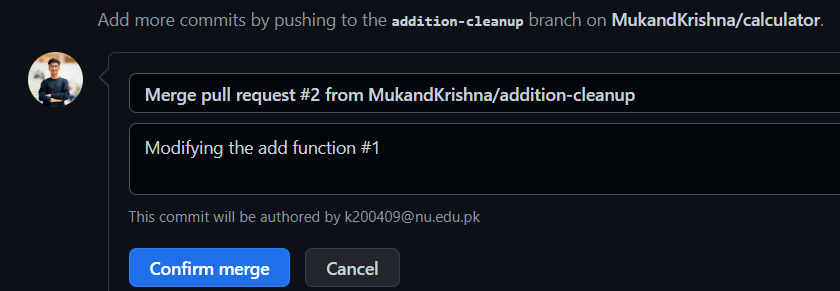 Add more commits by pushing to the addition-cleanup branch on MukandKrishna/calculator.
Merge pull request #2 from MukandKrishna/addition-cleanup
Modifying the add function #1
This commit will be authored by k200409@nu.edu.pk
Confirm merge
Cancel